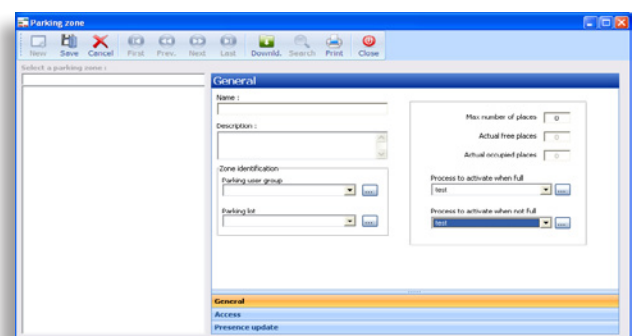 Parking zone
New Save Cancel First Prev. Next Last Downld. Search Print Close
Select a parking zone :
General
Name :
Max number of places 0
Description :
Actual free places 0
Actual occupied places 0
Zone identification
Parking user group
Process to activate when full
test
Parking lot
Process to activate when not full
test
General
Access
Presence update